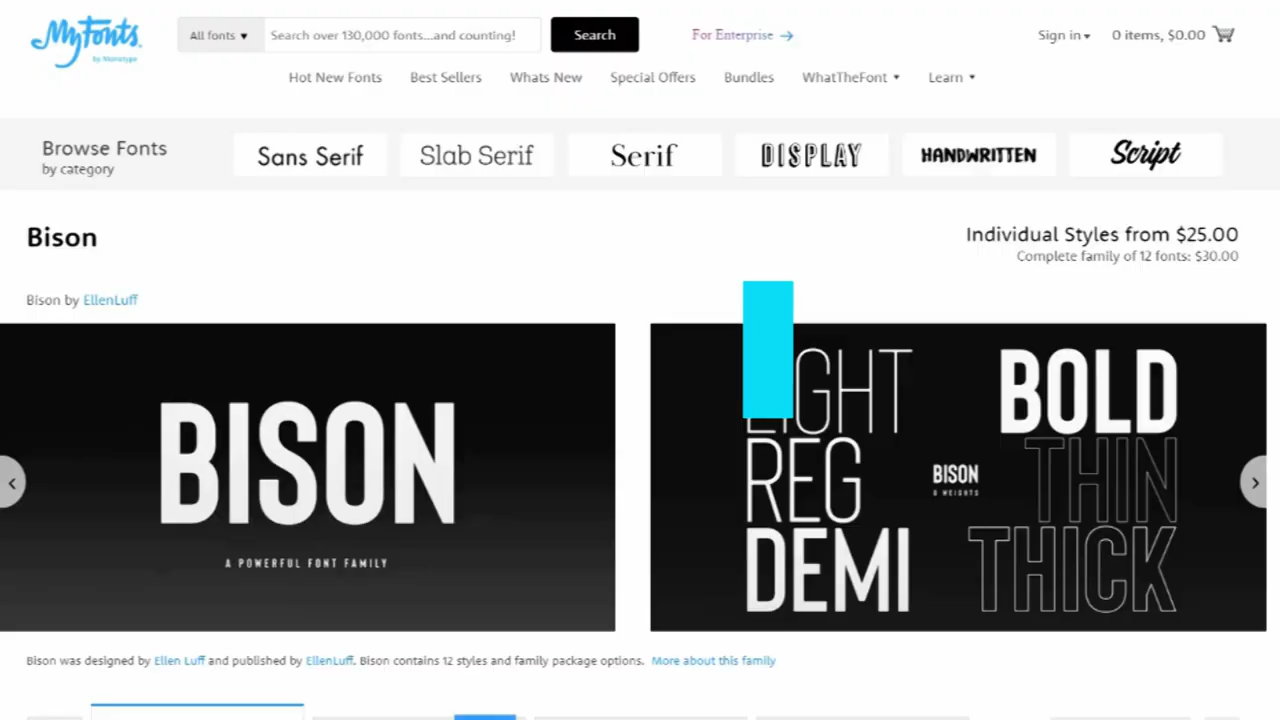 MyFonts
by Monotype
All fonts
Search over 130,000 fonts...and counting!
Search
For Enterprise →
Sign in
0 items, $0.00
Hot New Fonts
Best Sellers
Whats New
Special Offers
Bundles
WhatTheFont
Learn
Browse Fonts
by category
Sans Serif
Slab Serif
Serif
DISPLAY
HANDWRITTEN
Script
Bison
Individual Styles from $25.00
Complete family of 12 fonts: $30.00
Bison by EllenLuff
BISON
A POWERFUL FONT FAMILY
GHT
REG
DEMI
BISON
8 WEIGHTS
BOLD
THIN
THICK
Bison was designed by Ellen Luff and published by EllenLuff. Bison contains 12 styles and family package options. More about this family